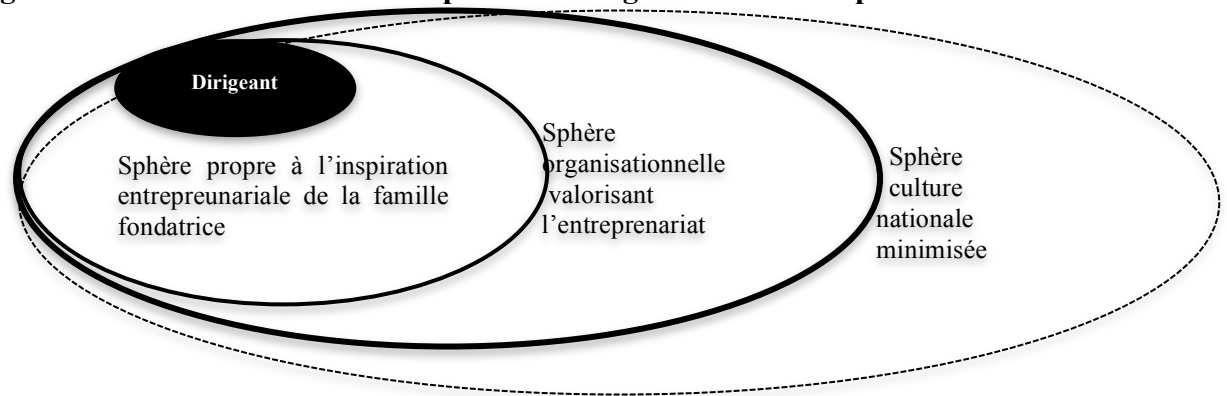 Dirigeant
Sphère propre à l'inspiration
entrepreunariale de la famille
fondatrice
Sphère
organisationnelle
valorisant
l'entreprenariat
Sphère
culture
nationale
minimisée